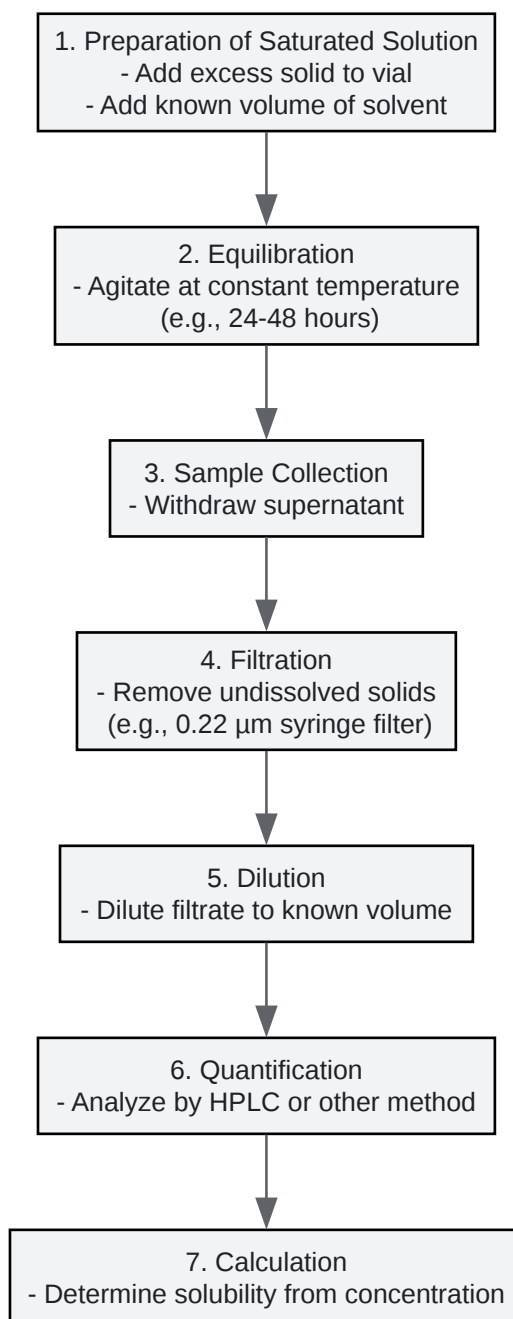 1. Preparation of Saturated Solution
- Add excess solid to vial
- Add known volume of solvent
2. Equilibration
- Agitate at constant temperature
(e.g., 24-48 hours)
3. Sample Collection
- Withdraw supernatant
4. Filtration
- Remove undissolved solids
(e.g., 0.22 µm syringe filter)
5. Dilution
- Dilute filtrate to known volume
6. Quantification
- Analyze by HPLC or other method
7. Calculation
- Determine solubility from concentration